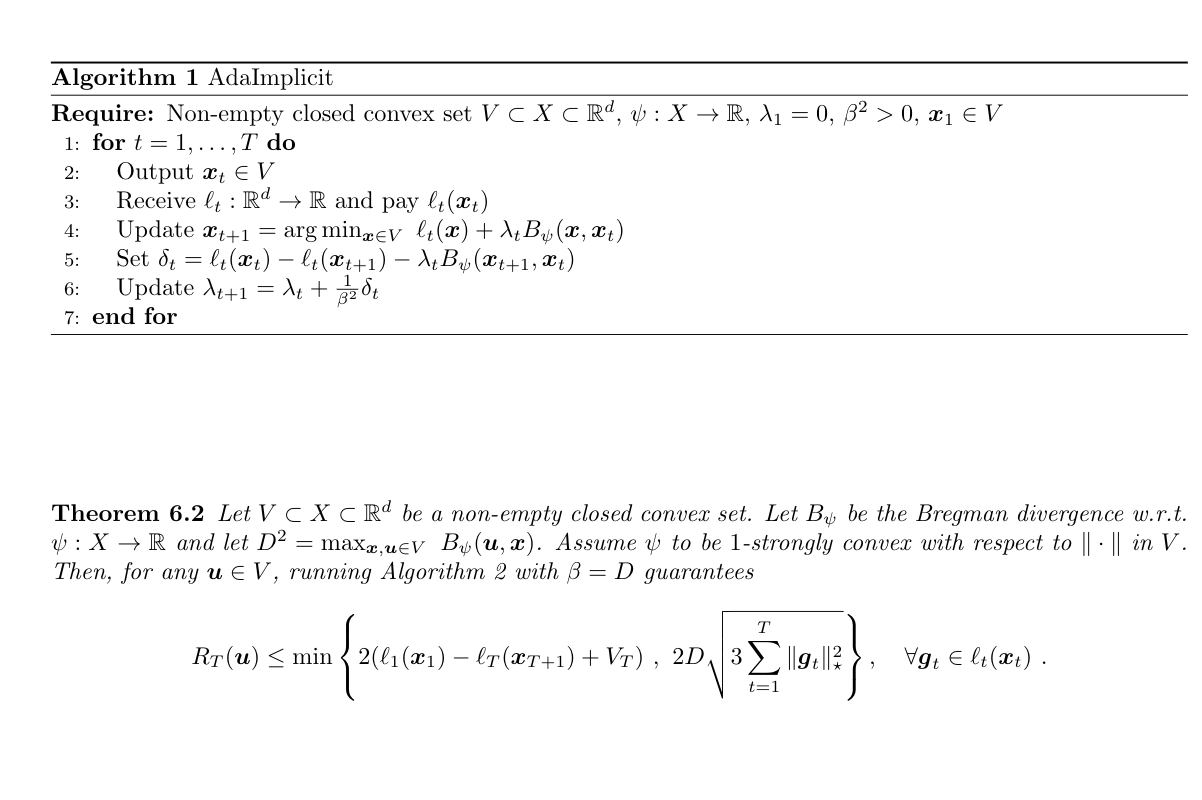 Algorithm 1 AdaImplicit
Require: Non-empty closed convex set $V \subset X \subset \mathbb{R}^d$, $\psi : X \to \mathbb{R}$, $\lambda_1 = 0$, $\beta^2 > 0$, $\boldsymbol{x}_1 \in V$
1: for $t = 1, \ldots, T$ do
2: Output $\boldsymbol{x}_t \in V$
3: Receive $\ell_t : \mathbb{R}^d \to \mathbb{R}$ and pay $\ell_t(\boldsymbol{x}_t)$
4: Update $\boldsymbol{x}_{t+1} = \arg\min_{\boldsymbol{x} \in V} \ \ell_t(\boldsymbol{x}) + \lambda_t B_\psi(\boldsymbol{x}, \boldsymbol{x}_t)$
5: Set $\delta_t = \ell_t(\boldsymbol{x}_t) - \ell_t(\boldsymbol{x}_{t+1}) - \lambda_t B_\psi(\boldsymbol{x}_{t+1}, \boldsymbol{x}_t)$
6: Update $\lambda_{t+1} = \lambda_t + \frac{1}{\beta^2} \delta_t$
7: end for
Theorem 6.2 Let $V \subset X \subset \mathbb{R}^d$ be a non-empty closed convex set. Let $B_\psi$ be the Bregman divergence w.r.t.
$\psi : X \to \mathbb{R}$ and let $D^2 = \max_{\boldsymbol{x}, \boldsymbol{u} \in V} \ B_\psi(\boldsymbol{u}, \boldsymbol{x})$. Assume $\psi$ to be 1-strongly convex with respect to $\| \cdot \|$ in $V$.
Then, for any $\boldsymbol{u} \in V$, running Algorithm 2 with $\beta = D$ guarantees
$R_T(\boldsymbol{u}) \leq \min \left\{ 2(\ell_1(\boldsymbol{x}_1) - \ell_T(\boldsymbol{x}_{T+1}) + V_T) \ , \ 2D \sqrt{3 \sum_{t=1}^{T} \|\boldsymbol{g}_t\|_\star^2} \right\} , \quad \forall \boldsymbol{g}_t \in \ell_t(\boldsymbol{x}_t) \ .$